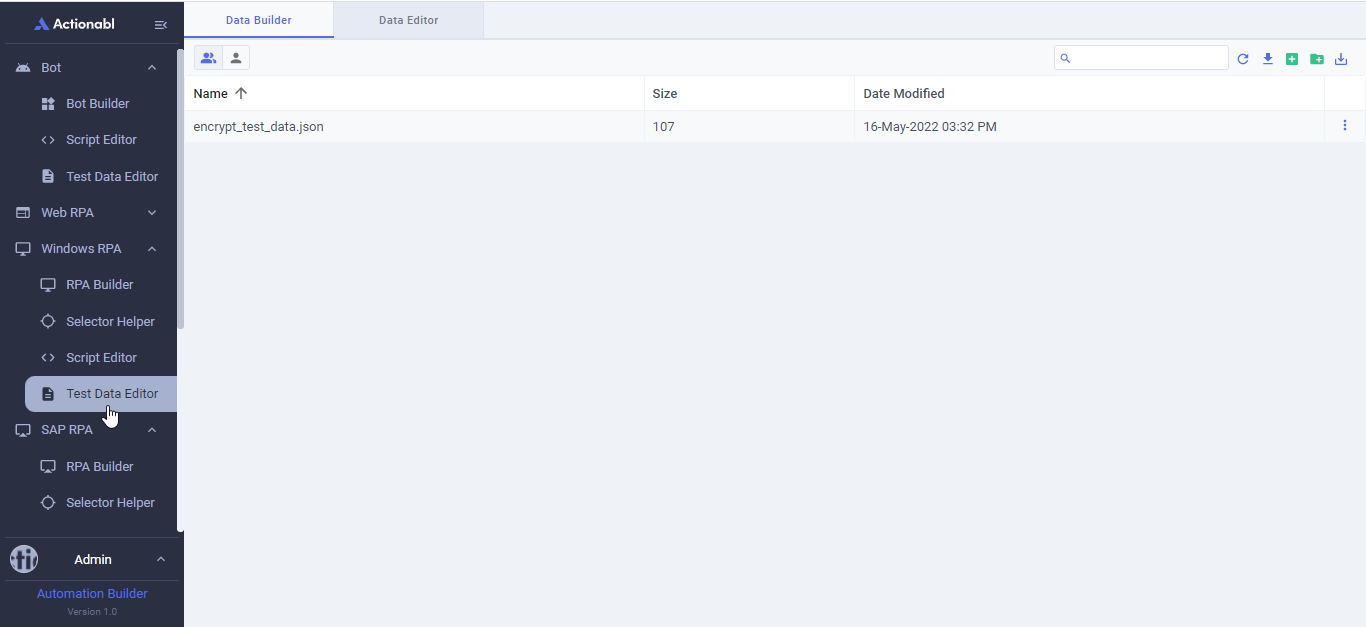 Actionabl
Bot
Bot Builder
Script Editor
Test Data Editor
Web RPA
Windows RPA
RPA Builder
Selector Helper
Script Editor
Test Data Editor
SAP RPA
RPA Builder
Selector Helper
Admin
Automation Builder
Version 1.0
Data Builder Data Editor
Name Size Date Modified
encrypt_test_data.json 107 16-May-2022 03:32 PM